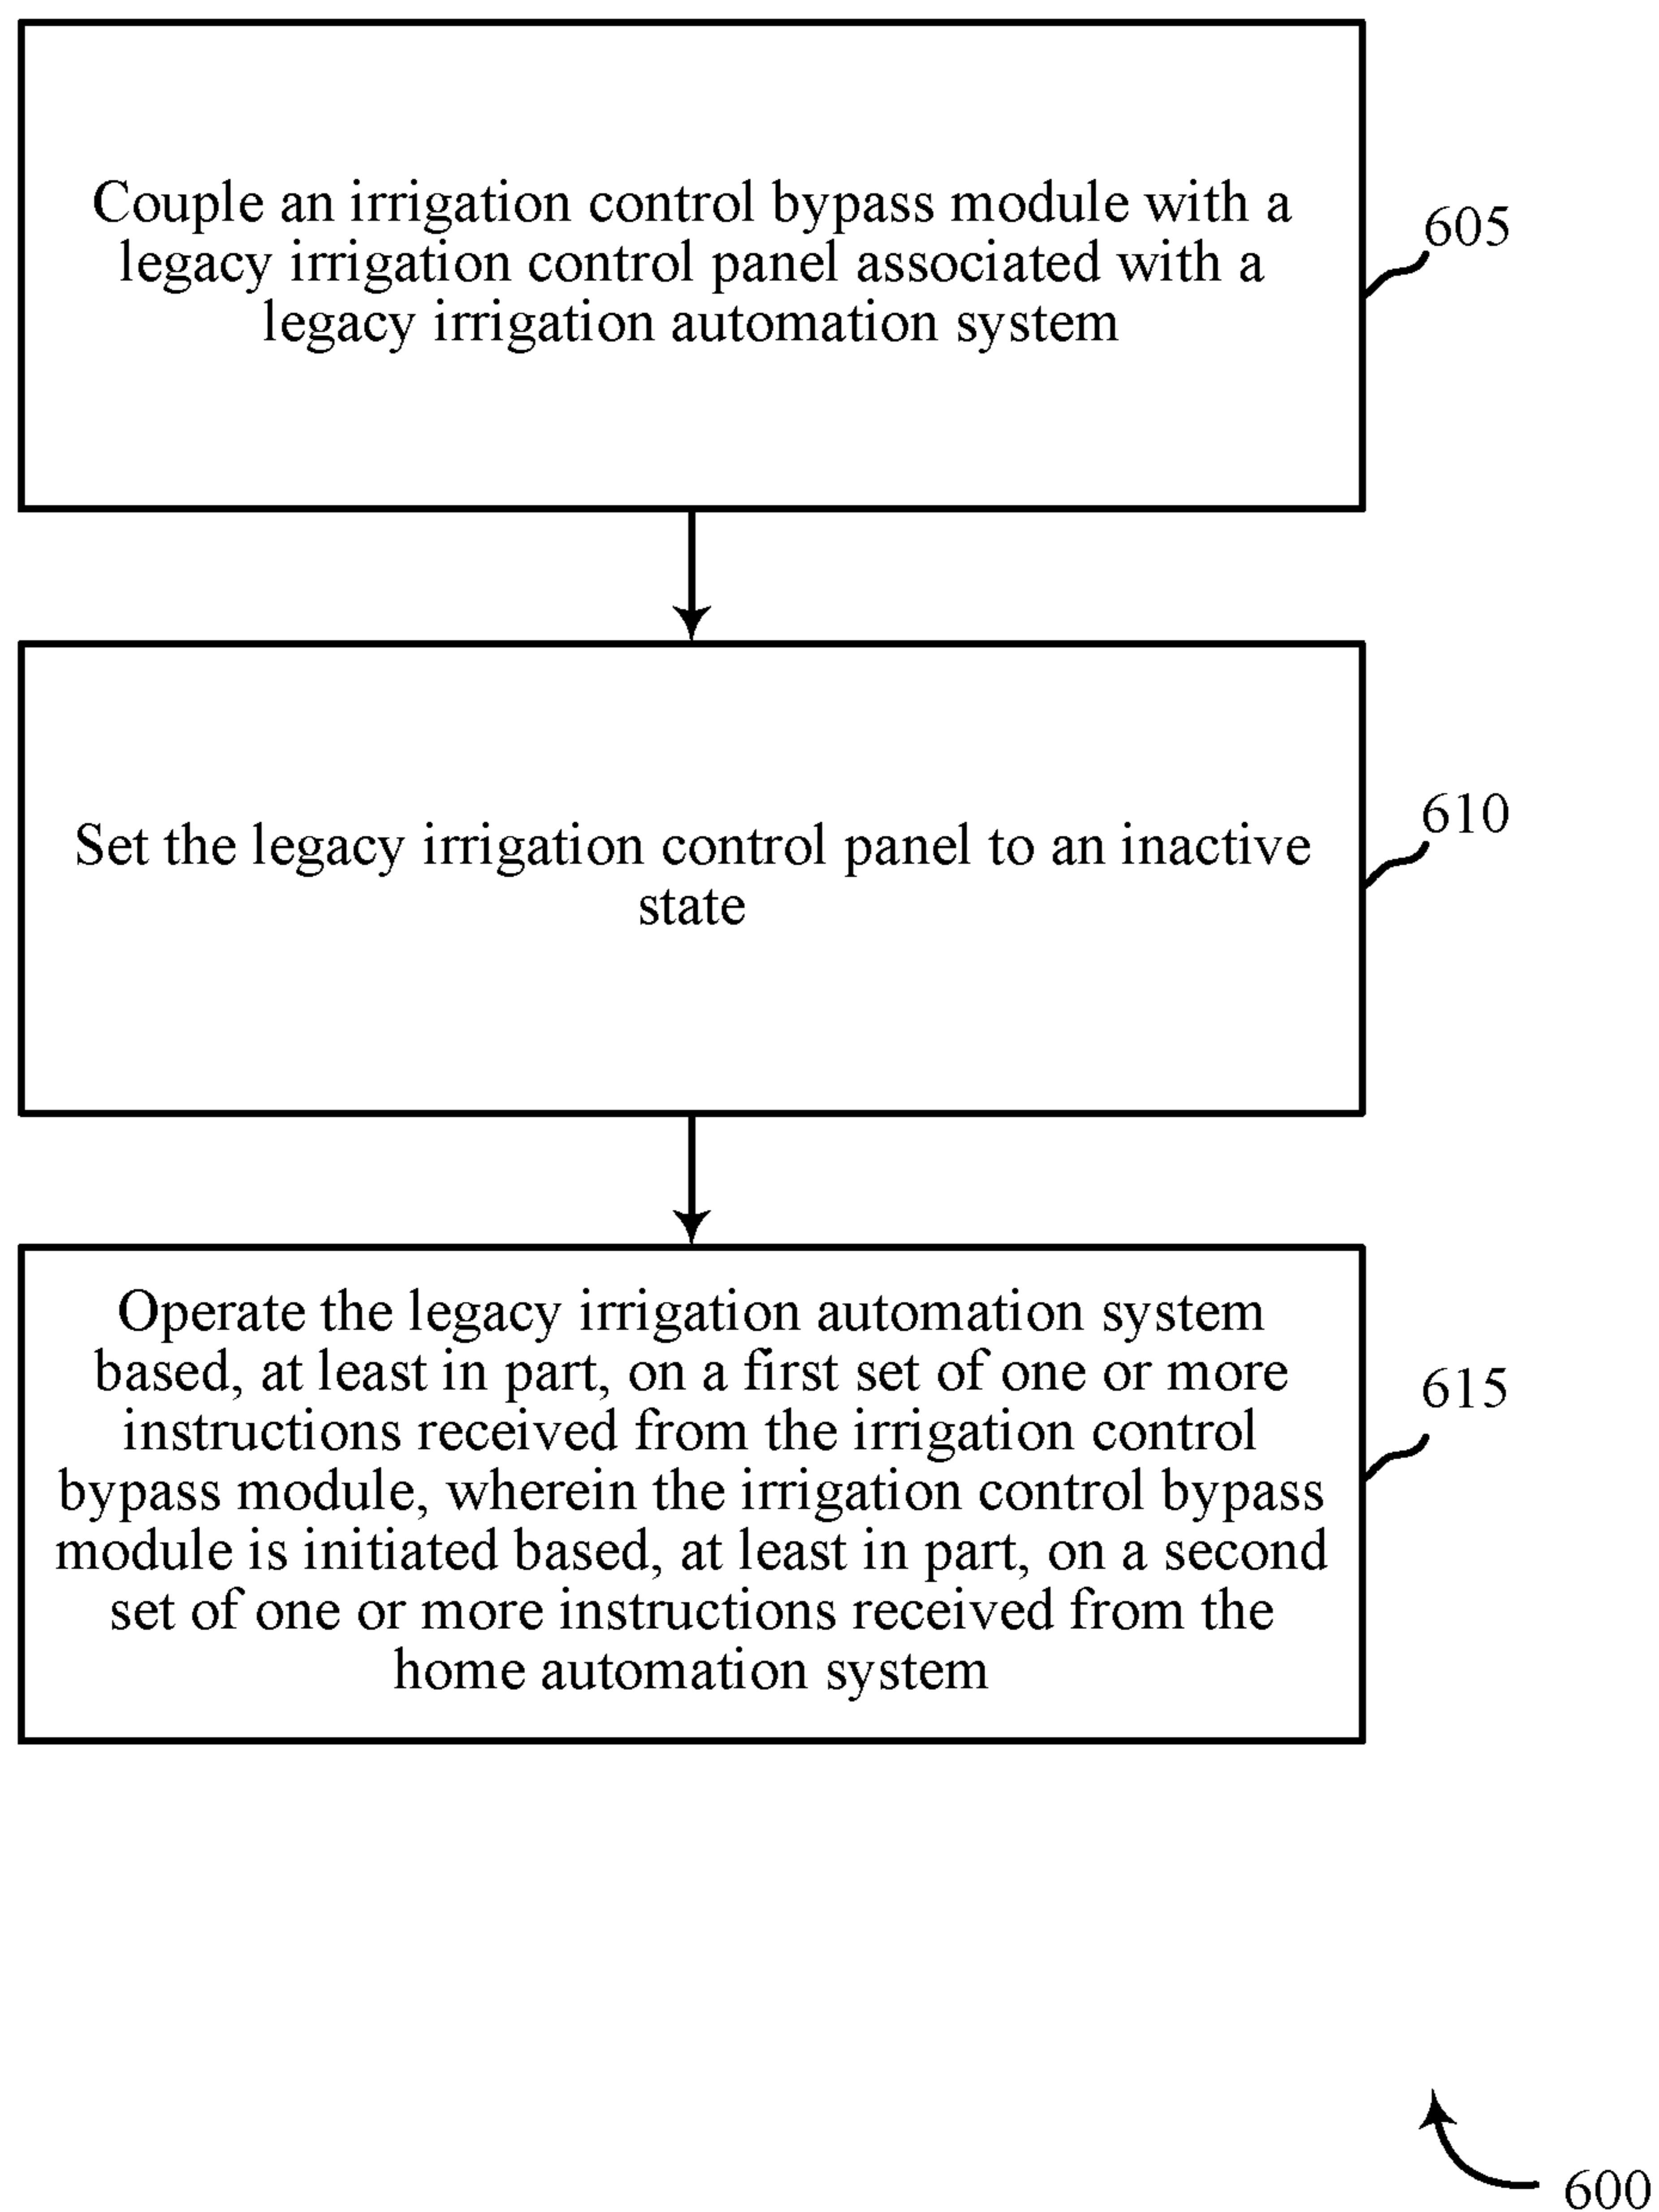 Couple an irrigation control bypass module with a
legacy irrigation control panel associated with a
legacy irrigation automation system
605
Set the legacy irrigation control panel to an inactive
state
610
Operate the legacy irrigation automation system
based, at least in part, on a first set of one or more
instructions received from the irrigation control
bypass module, wherein the irrigation control bypass
module is initiated based, at least in part, on a second
set of one or more instructions received from the
home automation system
615
600